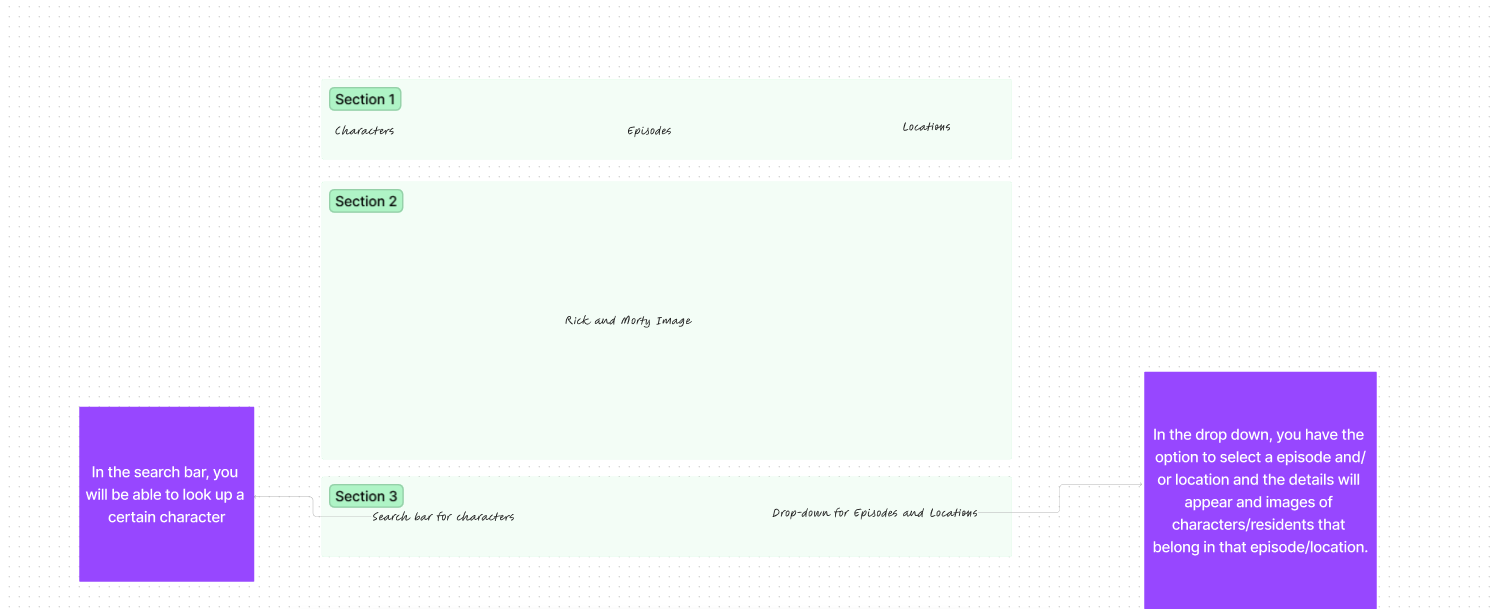 Section 1
Characters
Episodes
Locations
Section 2
Rick and Morty Image
Section 3
Search bar for characters
Drop-down for Episodes and Locations
In the search bar, you
will be able to look up a
certain character
In the drop down, you have the
option to select a episode and/
or location and the details will
appear and images of
characters/residents that
belong in that episode/location.